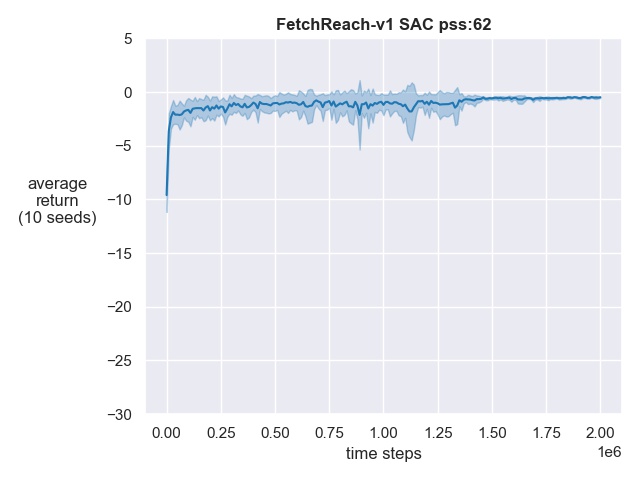 FetchReach-v1 SAC pss:62
5
0
−5
−10
−15
−20
−25
−30
average
return
(10 seeds)
0.00 0.25 0.50 0.75 1.00 1.25 1.50 1.75 2.00
time steps
1e6